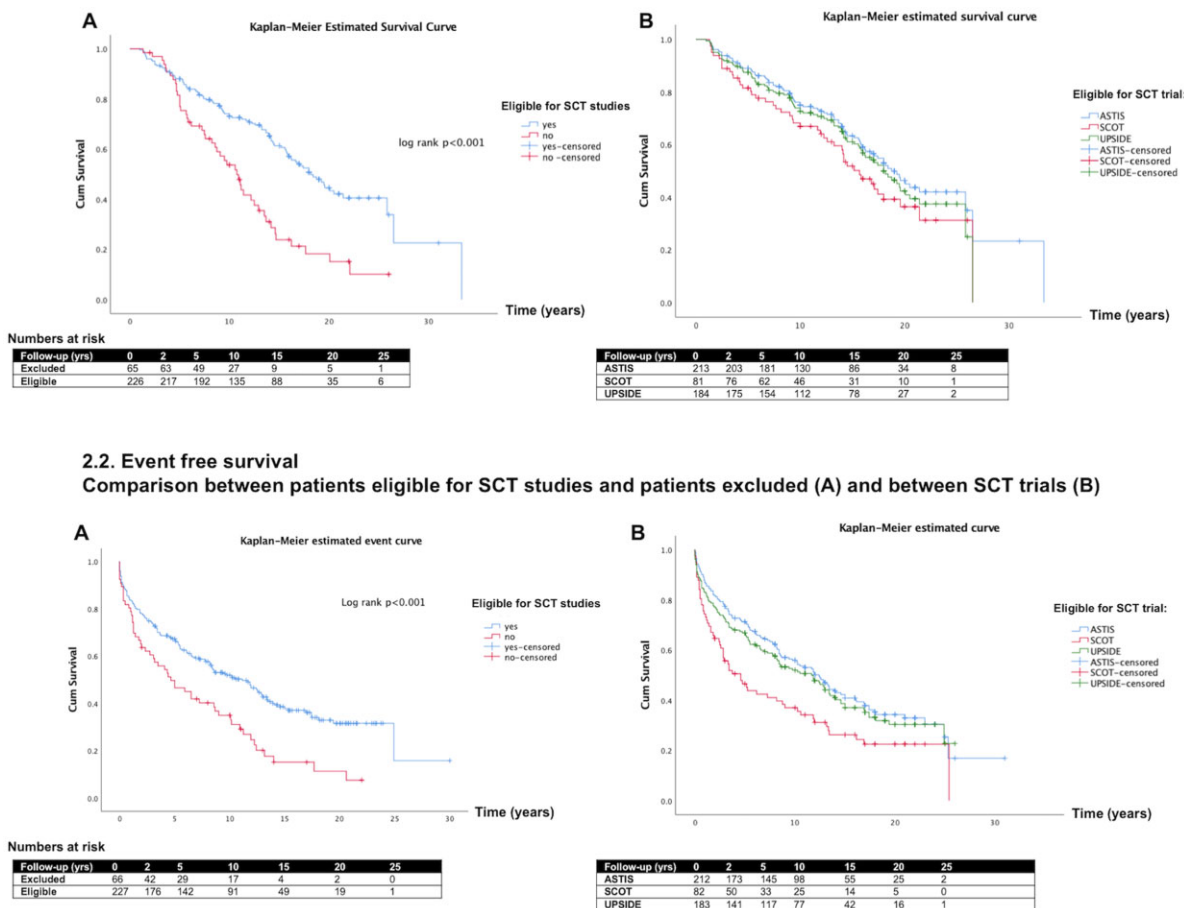 A
Kaplan-Meier Estimated Survival Curve
Cum Survival
1.0
0.8
0.6
0.4
0.2
0.0
0
10
20
30
Time (years)
log rank p<0.001
Eligible for SCT studies
yes
no
yes-censored
no -censored
Numbers at risk
Follow-up (yrs) 0 2 5 10 15 20 25
Excluded 65 63 49 27 9 5 1
Eligible 226 217 192 135 88 35 6
B
Kaplan-Meier estimated survival curve
Cum Survival
1.0
0.8
0.6
0.4
0.2
0.0
0
10
20
30
Time (years)
Eligible for SCT trial:
ASTIS
SCOT
UPSIDE
ASTIS-censored
SCOT-censored
UPSIDE-censored
Follow-up (yrs) 0 2 5 10 15 20 25
ASTIS 213 203 181 130 86 34 8
SCOT 81 76 62 46 31 10 1
UPSIDE 184 175 154 112 78 27 2
2.2. Event free survival
Comparison between patients eligible for SCT studies and patients excluded (A) and between SCT trials (B)
A
Kaplan-Meier estimated event curve
Cum Survival
1.0
0.8
0.6
0.4
0.2
0.0
0
5
10
15
20
25
30
Time (years)
Log rank p<0.001
Eligible for SCT studies
yes
no
yes-censored
no-censored
Numbers at risk
Follow-up (yrs) 0 2 5 10 15 20 25
Excluded 66 42 29 17 4 2 0
Eligible 227 176 142 91 49 19 1
B
Kaplan-Meier estimated curve
Cum Survival
1.0
0.8
0.6
0.4
0.2
0.0
0
10
20
30
Time (years)
Eligible for SCT trial:
ASTIS
SCOT
UPSIDE
ASTIS-censored
SCOT-censored
UPSIDE-censored
Follow-up (yrs) 0 2 5 10 15 20 25
ASTIS 212 173 145 98 55 25 2
SCOT 82 50 33 25 14 5 0
UPSIDE 183 141 117 77 42 16 1